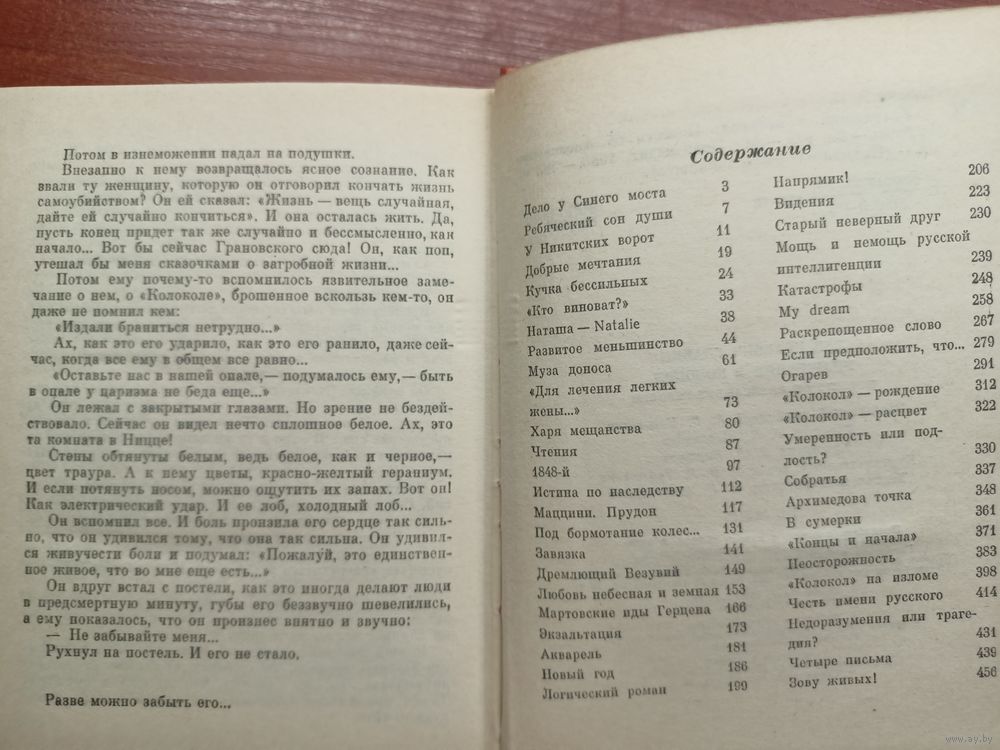 Потом в изнеможении падал на подушки.
Внезапно к нему возвращалось ясное сознание. Как
звали ту женщину, которую он отговорил кончать жизнь
самоубийством? Он ей сказал: «Жизнь — вещь случайная,
дайте ей случайно кончиться». И она осталась жить. Да,
пусть конец придет так же случайно и бессмысленно, как
начало... Вот бы сейчас Грановского сюда! Он, как поп,
утешал бы меня сказочками о загробной жизни...
Потом ему почему-то вспомнилось язвительное заме-
чание о нем, о «Колоколе», брошенное вскользь кем-то, он
даже не помнил кем:
«Издали браниться нетрудно...»
Ах, как это его ударило, как это его ранило, даже сей-
час, когда все ему в общем все равно...
«Оставьте нас в нашей опале,— подумалось ему,— быть
в опале у царизма не беда еще...»
Он лежал с закрытыми глазами. Но зрение не бездей-
ствовало. Сейчас он видел нечто сплошное белое. Ах, это
та комната в Ницце!
Стены обтянуты белым, ведь белое, как и черное,—
цвет траура. А к нему цветы, красно-желтый гераниум.
И если потянуть носом, можно ощутить их запах. Вот он!
Как электрический удар. И ее лоб, холодный лоб...
Он вспомнил все. И боль пронзила его сердце так силь-
но, что он удивился тому, что она так сильна. Он удивил-
ся живучести боли и подумал: «Пожалуй, это единствен-
ное живое, что во мне еще есть...»
Он вдруг встал с постели, как это иногда делают люди
в предсмертную минуту, губы его беззвучно шевелились,
а ему показалось, что он произнес внятно и звучно:
— Не забывайте меня...
Рухнул на постель. И его не стало.
Разве можно забыть его...
Содержание
Дело у Синего моста 3
Ребяческий сон души 7
У Никитских ворот 11
Добрые мечтания 19
Кучка бессильных 24
«Кто виноват?» 33
Наташа — Natalie 38
Развитое меньшинство 44
Муза доноса 61
«Для лечения легких
жены...» 73
Харя мещанства 80
Чтения 87
1848-й 97
Истина по наследству 112
Маццини. Прудон 117
Под бормотание колес... 131
Завязка 141
Дремлющий Везувий 149
Любовь небесная и земная 153
Мартовские иды Герцена 166
Экзальтация 173
Акварель 181
Новый год 186
Логический роман 199
Напрямик! 206
Видения 223
Старый неверный друг 230
Мощь и немощь русской
интеллигенции 239
Катастрофы 248
My dream 258
Раскрепощенное слово 267
Если предположить, что... 279
Огарев 291
«Колокол» — рождение 312
«Колокол» — расцвет 322
Умеренность или под-
лость? 330
Собратья 337
Архимедова точка 348
В сумерки 361
«Концы и начала» 371
Неосторожность 383
«Колокол» на изломе 398
Честь имени русского 414
Недоразумения или траге-
дия? 431
Четыре письма 439
Зову живых! 456
www.ay.by